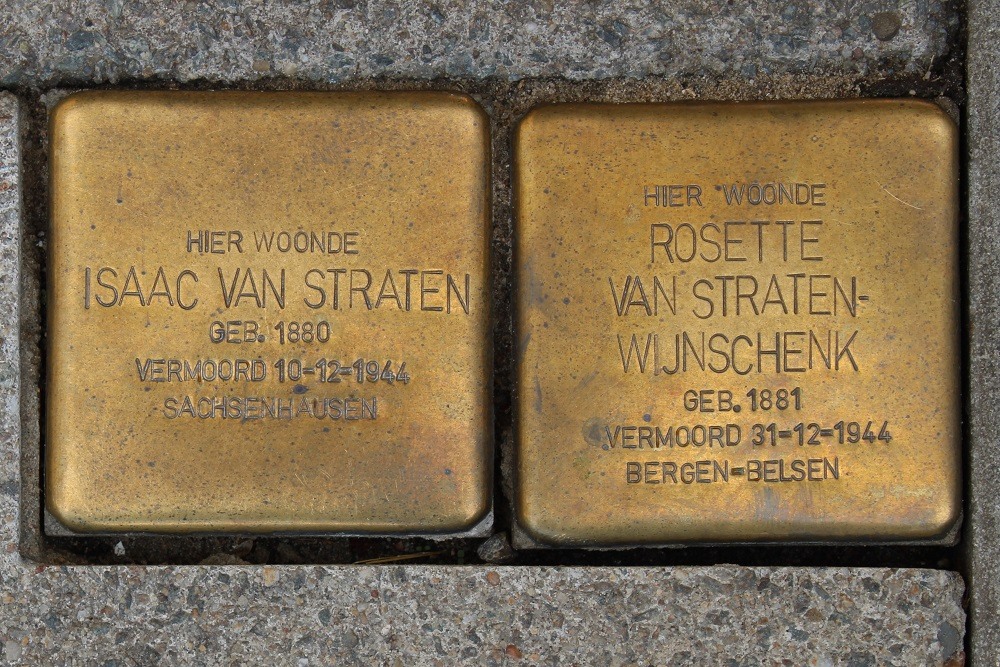 HIER WOONDE
ISAAC VAN STRATEN
GEB. 1880
VERMOORD 10-12-1944
SACHSENHAUSEN
HIER WOONDE
ROSETTE
VAN STRATEN-
WIJNSCHENK
GEB. 1881
VERMOORD 31-12-1944
BERGEN-BELSEN